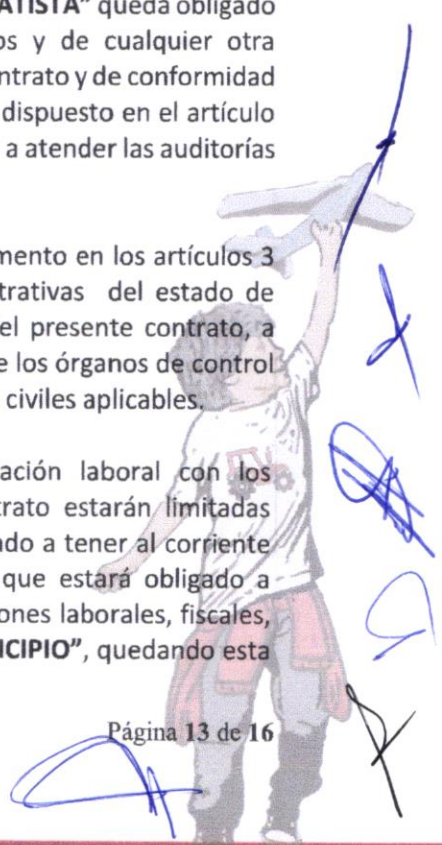 ATISTA" queda obligado
os y de cualquier otra
ntrato y de conformidad
dispuesto en el artículo
a atender las auditorías
mento en los artículos 3
trativas del estado de
el presente contrato, a
e los órganos de control
civiles aplicables.
ación laboral con los
trato estarán limitadas
ado a tener al corriente
que estará obligado a
ones laborales, fiscales,
ICIPIO", quedando esta
Página 13 de 16